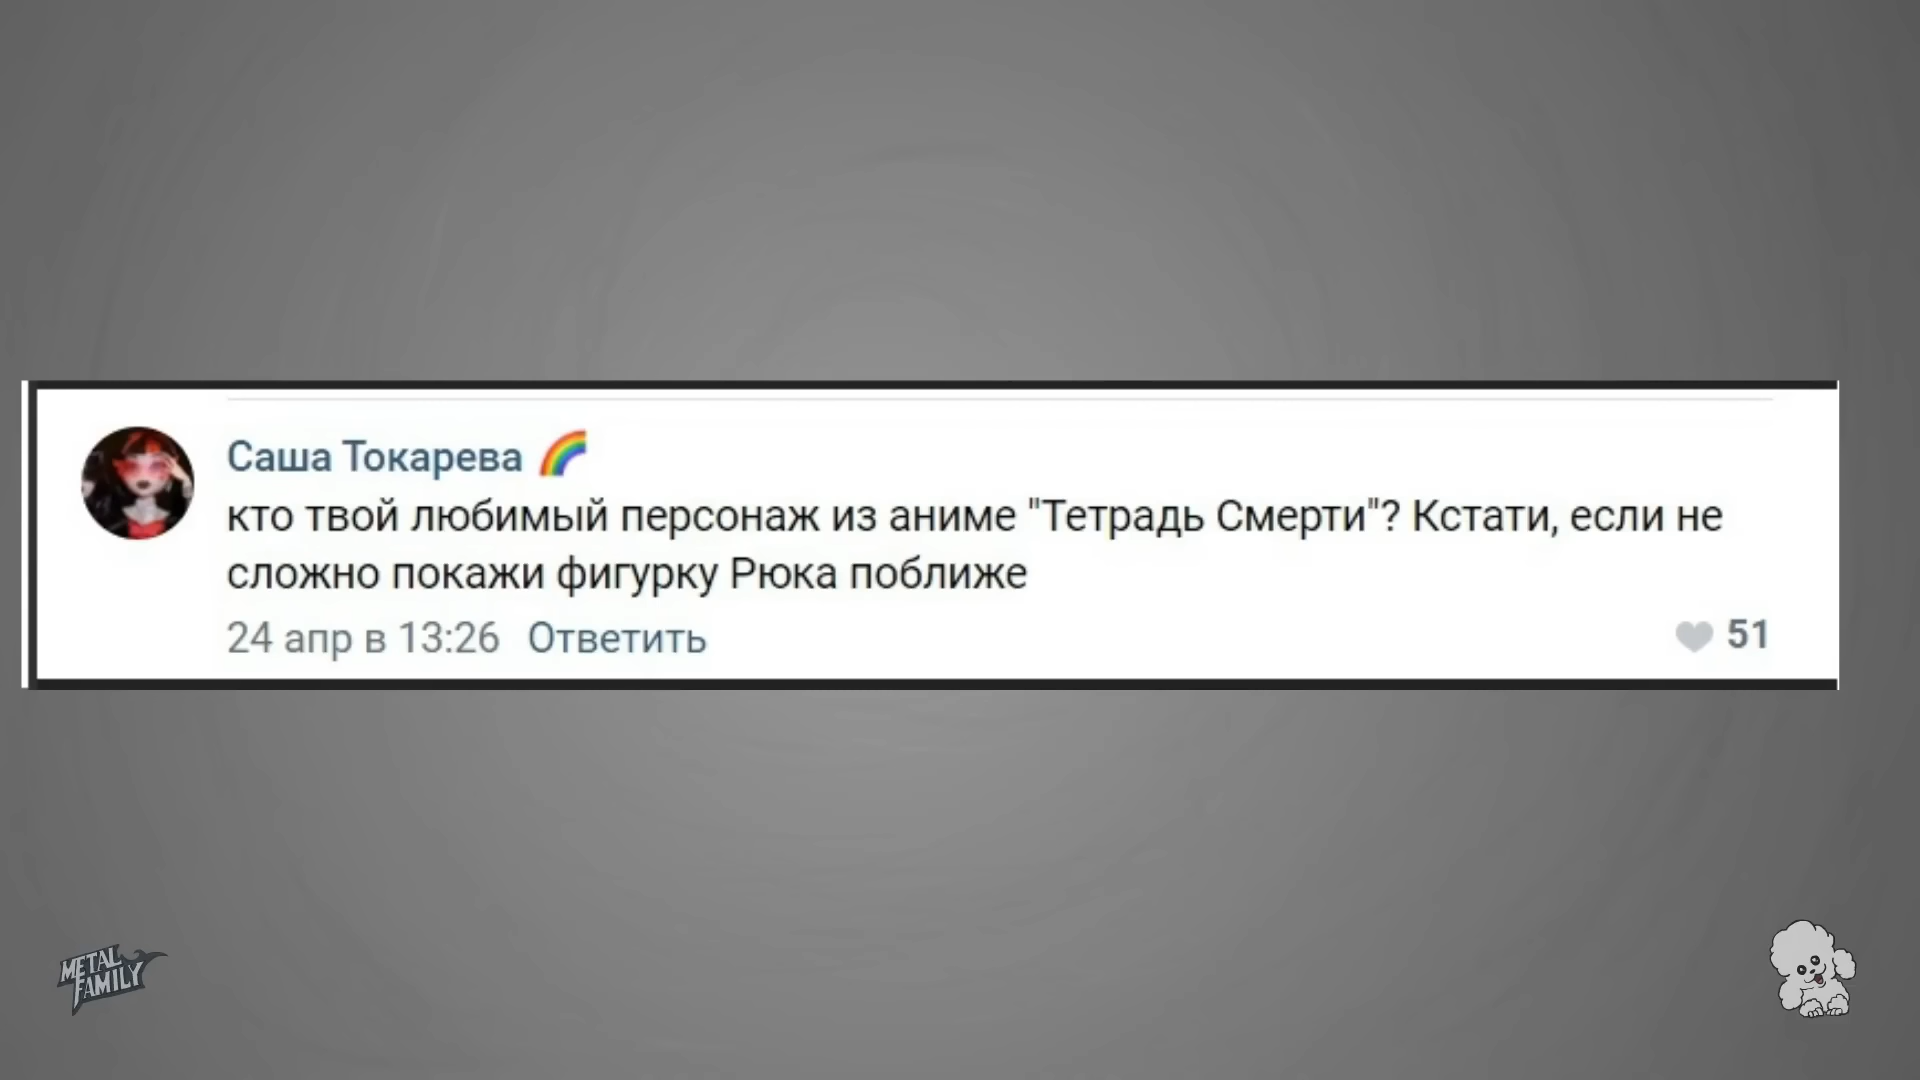 Саша Токарева 🌈
кто твой любимый персонаж из аниме "Тетрадь Смерти"? Кстати, если не
сложно покажи фигурку Рюка поближе
24 апр в 13:26 Ответить
51
METAL
FAMILY